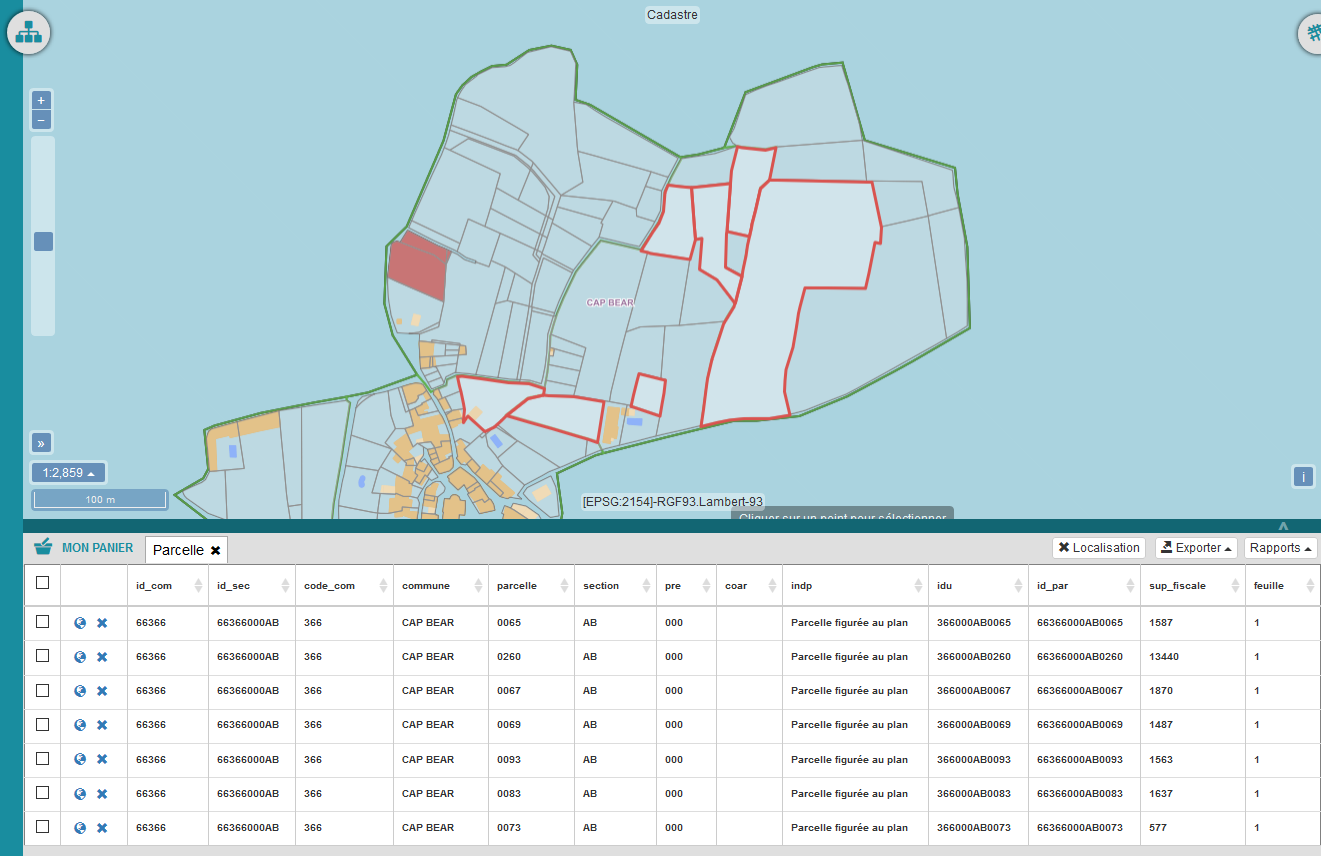 Cadastre
+
−
CAP BEAR
»
1:2,859
100 m
[EPSG:2154]-RGF93.Lambert-93
i
Cliquer sur un point pour sélectionner
MON PANIER Parcelle Localisation Exporter Rapports
id_com id_sec code_com commune parcelle section pre coar indp idu id_par sup_fiscale feuille
66366 66366000AB 366 CAP BEAR 0065 AB 000 Parcelle figurée au plan 366000AB0065 66366000AB0065 1587 1
66366 66366000AB 366 CAP BEAR 0260 AB 000 Parcelle figurée au plan 366000AB0260 66366000AB0260 13440 1
66366 66366000AB 366 CAP BEAR 0067 AB 000 Parcelle figurée au plan 366000AB0067 66366000AB0067 1870 1
66366 66366000AB 366 CAP BEAR 0069 AB 000 Parcelle figurée au plan 366000AB0069 66366000AB0069 1487 1
66366 66366000AB 366 CAP BEAR 0093 AB 000 Parcelle figurée au plan 366000AB0093 66366000AB0093 1563 1
66366 66366000AB 366 CAP BEAR 0083 AB 000 Parcelle figurée au plan 366000AB0083 66366000AB0083 1637 1
66366 66366000AB 366 CAP BEAR 0073 AB 000 Parcelle figurée au plan 366000AB0073 66366000AB0073 577 1